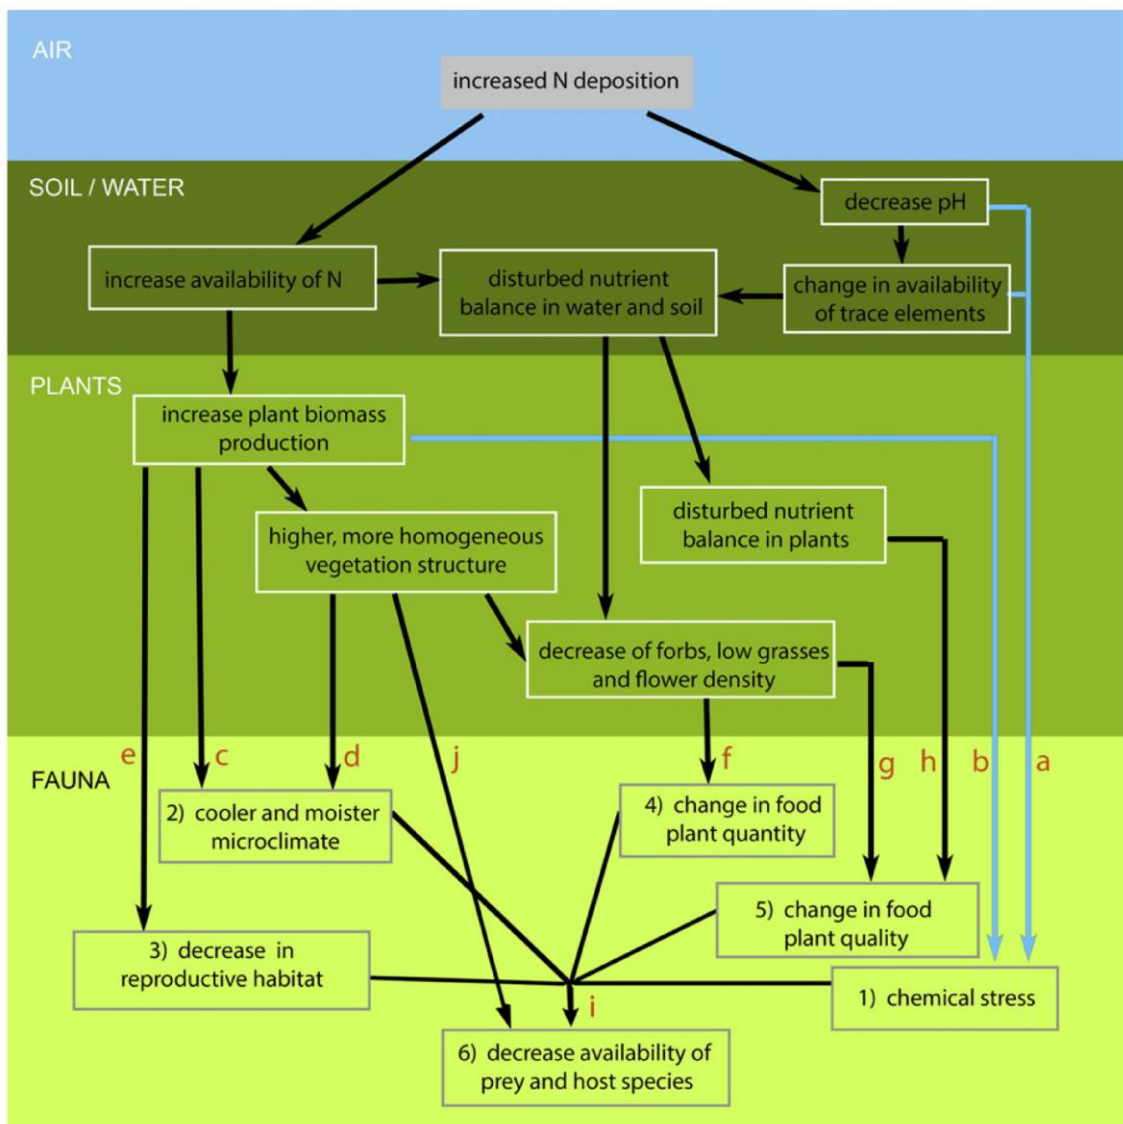 AIR
increased N deposition
SOIL / WATER
decrease pH
increase availability of N
disturbed nutrient
balance in water and soil
change in availability
of trace elements
PLANTS
increase plant biomass
production
higher, more homogeneous
vegetation structure
disturbed nutrient
balance in plants
decrease of forbs, low grasses
and flower density
e
c
d
j
f
g
h
b
a
FAUNA
2) cooler and moister
microclimate
4) change in food
plant quantity
5) change in food
plant quality
3) decrease in
reproductive habitat
1) chemical stress
i
6) decrease availability of
prey and host species